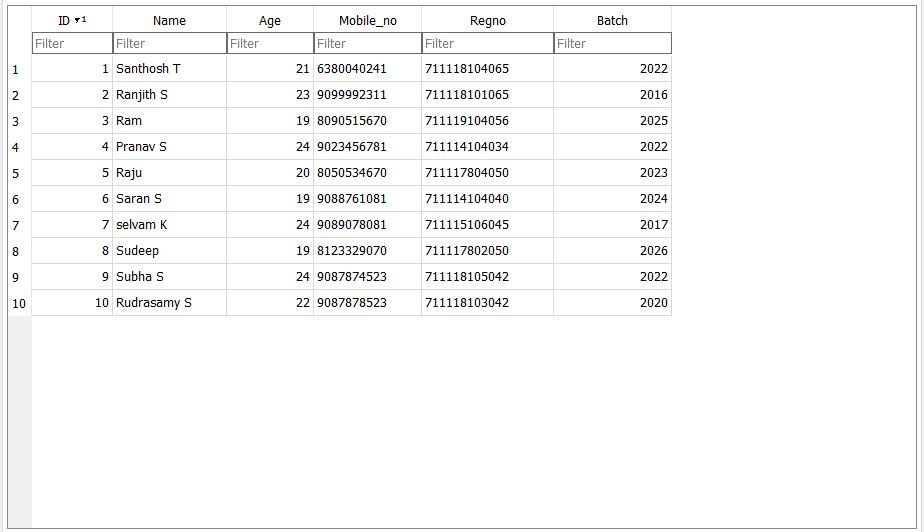 ID 1 Name Age Mobile_no Regno Batch
Filter Filter Filter Filter Filter Filter
1 1 Santhosh T 21 6380040241 711118104065 2022
2 2 Ranjith S 23 9099992311 711118101065 2016
3 3 Ram 19 8090515670 711119104056 2025
4 4 Pranav S 24 9023456781 711114104034 2022
5 5 Raju 20 8050534670 711117804050 2023
6 6 Saran S 19 9088761081 711114104040 2024
7 7 selvam K 24 9089078081 711115106045 2017
8 8 Sudeep 19 8123329070 711117802050 2026
9 9 Subha S 24 9087874523 711118105042 2022
10 10 Rudrasamy S 22 9087878523 711118103042 2020